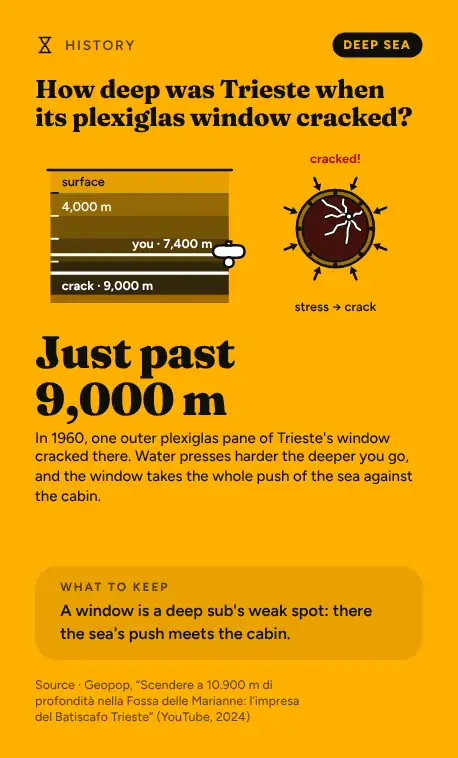 HISTORY
DEEP SEA
How deep was Trieste when
its plexiglas window cracked?
cracked!
surface
4,000 m
you · 7,400 m
crack · 9,000 m
stress → crack
Just past
9,000 m
In 1960, one outer plexiglas pane of Trieste's window
cracked there. Water presses harder the deeper you go,
and the window takes the whole push of the sea against
the cabin.
WHAT TO KEEP
A window is a deep sub's weak spot: there
the sea's push meets the cabin.
Source · Geopop, “Scendere a 10.900 m di
profondità nella Fossa delle Marianne: l’impresa
del Batiscafo Trieste” (YouTube, 2024)